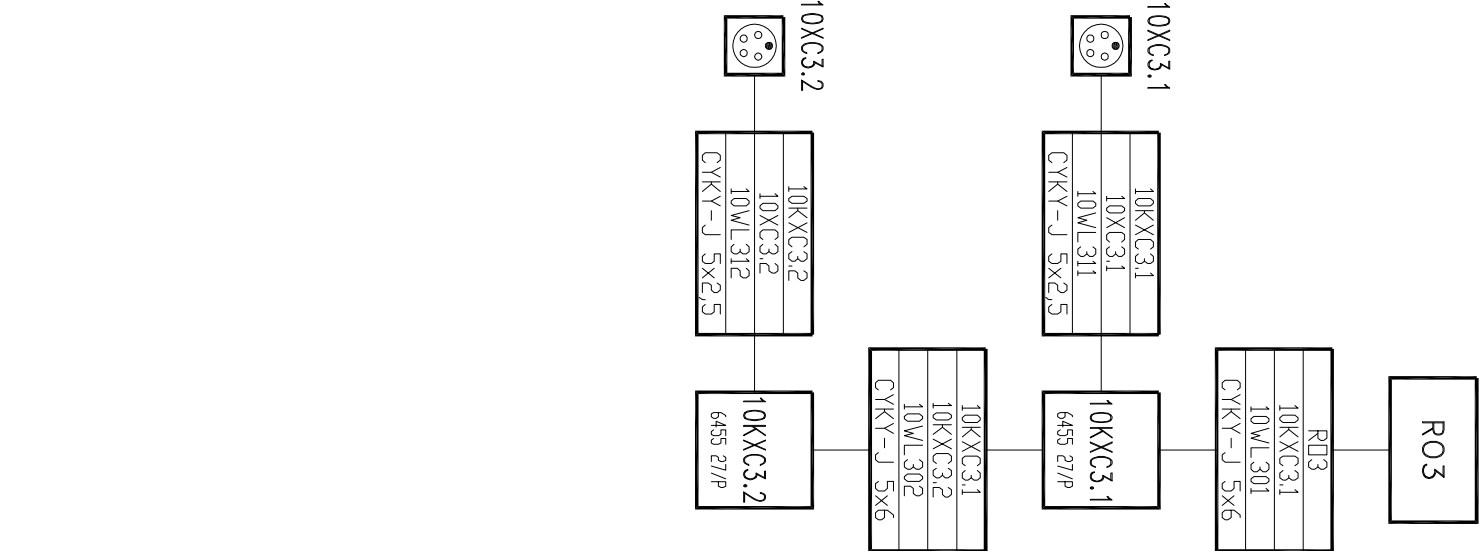 RO3
RO3
10KXC3.1
10WL301
CYKY-J 5x6
10XC3.1
10KXC3.1
10XC3.1
10WL311
CYKY-J 5x2,5
10KXC3.1
6455 27/P
10KXC3.1
10KXC3.2
10WL302
CYKY-J 5x6
10XC3.2
10KXC3.2
10XC3.2
10WL312
CYKY-J 5x2,5
10KXC3.2
6455 27/P